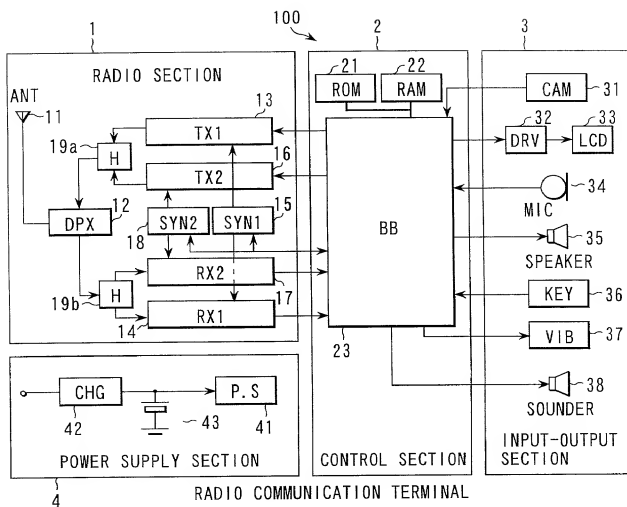 100
1
RADIO SECTION
ANT
11
13
TX1
19a
H
16
TX2
12
DPX
18
SYN2
SYN1
15
RX2
17
19b
H
14
RX1
CHG
42
43
P.S
41
POWER SUPPLY SECTION
4
2
21
ROM
22
RAM
BB
23
CONTROL SECTION
3
CAM
31
32
DRV
33
LCD
MIC
34
35
SPEAKER
KEY
36
VIB
37
38
SOUNDER
INPUT-OUTPUT
SECTION
RADIO COMMUNICATION TERMINAL